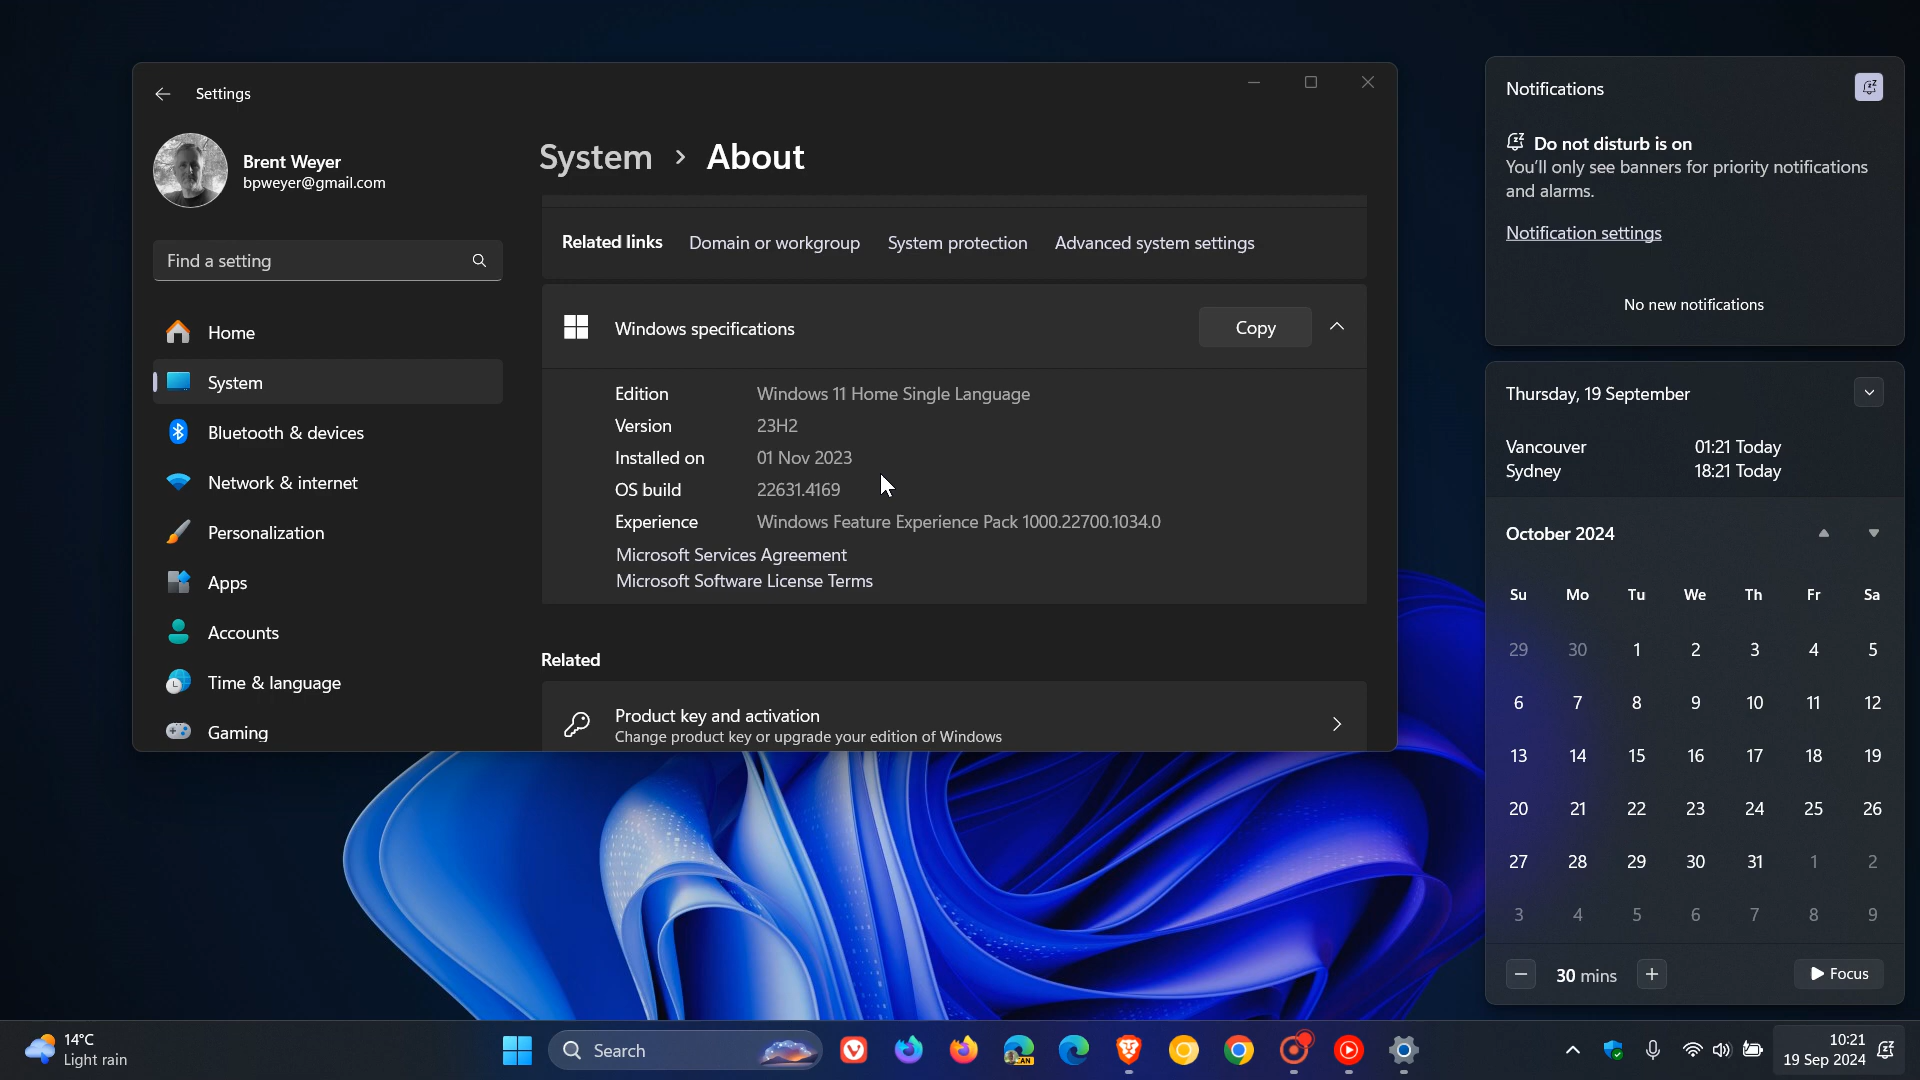 Settings
Brent Weyer
bpweyer@gmail.com
Find a setting
Home
System
Bluetooth & devices
Network & internet
Personalization
Apps
Accounts
Time & language
Gaming
System > About
Related links Domain or workgroup System protection Advanced system settings
Windows specifications Copy
Edition Windows 11 Home Single Language
Version 23H2
Installed on 01 Nov 2023
OS build 22631.4169
Experience Windows Feature Experience Pack 1000.22700.1034.0
Microsoft Services Agreement
Microsoft Software License Terms
Related
Product key and activation
Change product key or upgrade your edition of Windows
Notifications
Do not disturb is on
You'll only see banners for priority notifications
and alarms.
Notification settings
No new notifications
Thursday, 19 September
Vancouver 01:21 Today
Sydney 18:21 Today
October 2024
Su Mo Tu We Th Fr Sa
29 30 1 2 3 4 5
6 7 8 9 10 11 12
13 14 15 16 17 18 19
20 21 22 23 24 25 26
27 28 29 30 31 1 2
3 4 5 6 7 8 9
30 mins Focus
14°C
Light rain
Search
CAN
10:21
19 Sep 2024